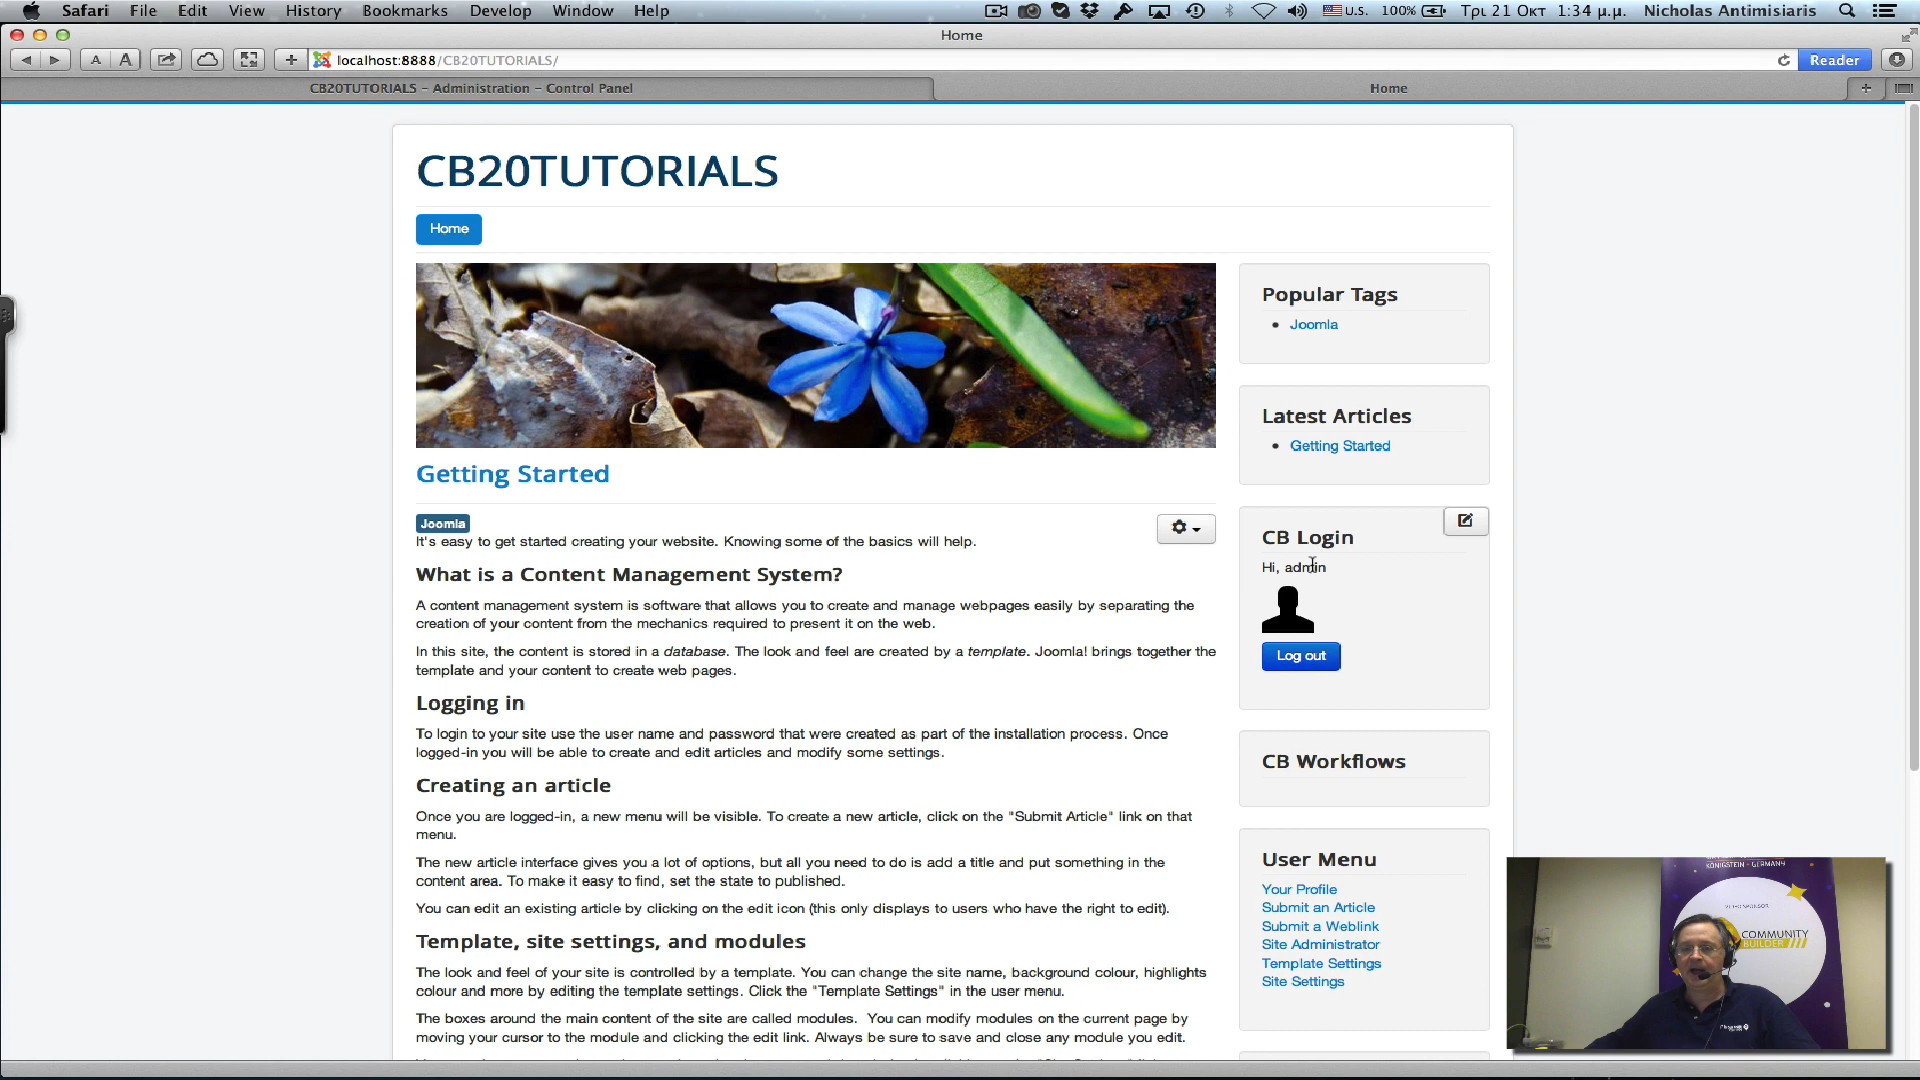 Safari File Edit View History Bookmarks Develop Window Help U.S. 100% Τρι 21 Οκτ 1:34 μ.μ. Nicholas Antimisiaris
Home
A A + localhost:8888/CB20TUTORIALS/ Reader
CB20TUTORIALS - Administration - Control Panel Home +
CB20TUTORIALS
Home
Getting Started
Joomla
It's easy to get started creating your website. Knowing some of the basics will help.
What is a Content Management System?
A content management system is software that allows you to create and manage webpages easily by separating the
creation of your content from the mechanics required to present it on the web.
In this site, the content is stored in a database. The look and feel are created by a template. Joomla! brings together the
template and your content to create web pages.
Logging in
To login to your site use the user name and password that were created as part of the installation process. Once
logged-in you will be able to create and edit articles and modify some settings.
Creating an article
Once you are logged-in, a new menu will be visible. To create a new article, click on the "Submit Article" link on that
menu.
The new article interface gives you a lot of options, but all you need to do is add a title and put something in the
content area. To make it easy to find, set the state to published.
You can edit an existing article by clicking on the edit icon (this only displays to users who have the right to edit).
Template, site settings, and modules
The look and feel of your site is controlled by a template. You can change the site name, background colour, highlights
colour and more by editing the template settings. Click the "Template Settings" in the user menu.
The boxes around the main content of the site are called modules. You can modify modules on the current page by
moving your cursor to the module and clicking the edit link. Always be sure to save and close any module you edit.
Popular Tags
Joomla
Latest Articles
Getting Started
CB Login
Hi, admin
Log out
CB Workflows
User Menu
Your Profile
Submit an Article
Submit a Weblink
Site Administrator
Template Settings
Site Settings
KÖNIGSTEIN - GERMANY
VIDEO SPONSOR
COMMUNITY
BUILDER